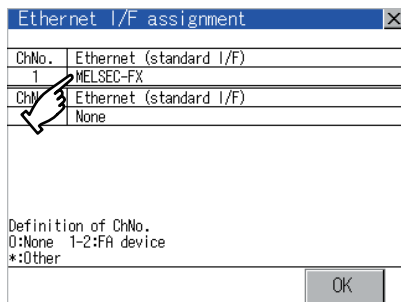 Ethernet I/F assignment
ChNo. Ethernet (standard I/F)
1 MELSEC-FX
Ethernet (standard I/F)
None
Definition of ChNo.
0:None 1-2:FA device
*:Other
OK